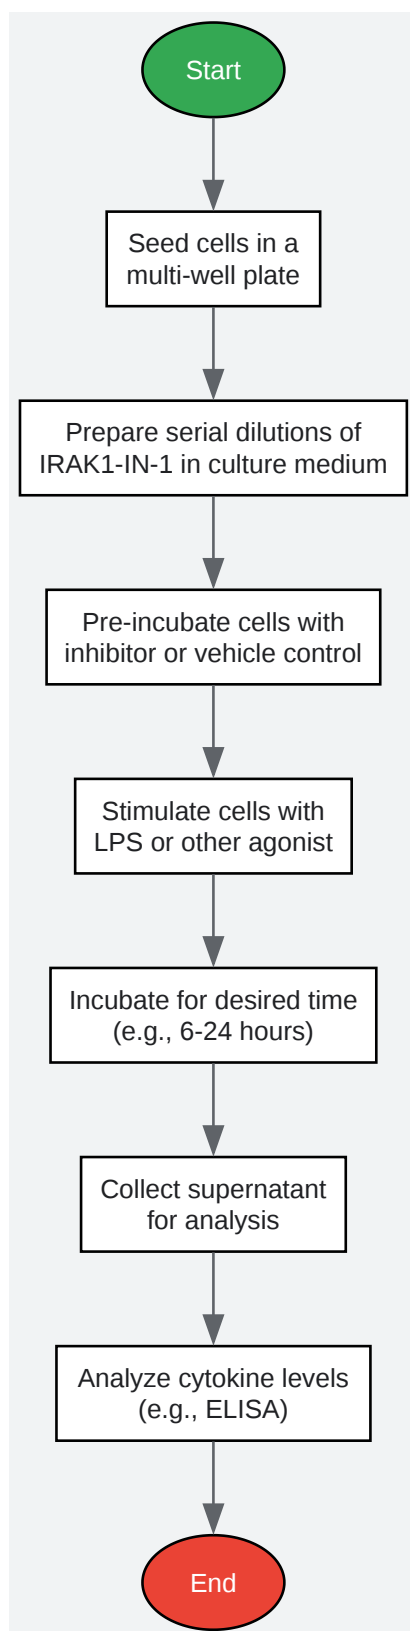 Start
Seed cells in a
multi-well plate
Prepare serial dilutions of
IRAK1-IN-1 in culture medium
Pre-incubate cells with
inhibitor or vehicle control
Stimulate cells with
LPS or other agonist
Incubate for desired time
(e.g., 6-24 hours)
Collect supernatant
for analysis
Analyze cytokine levels
(e.g., ELISA)
End